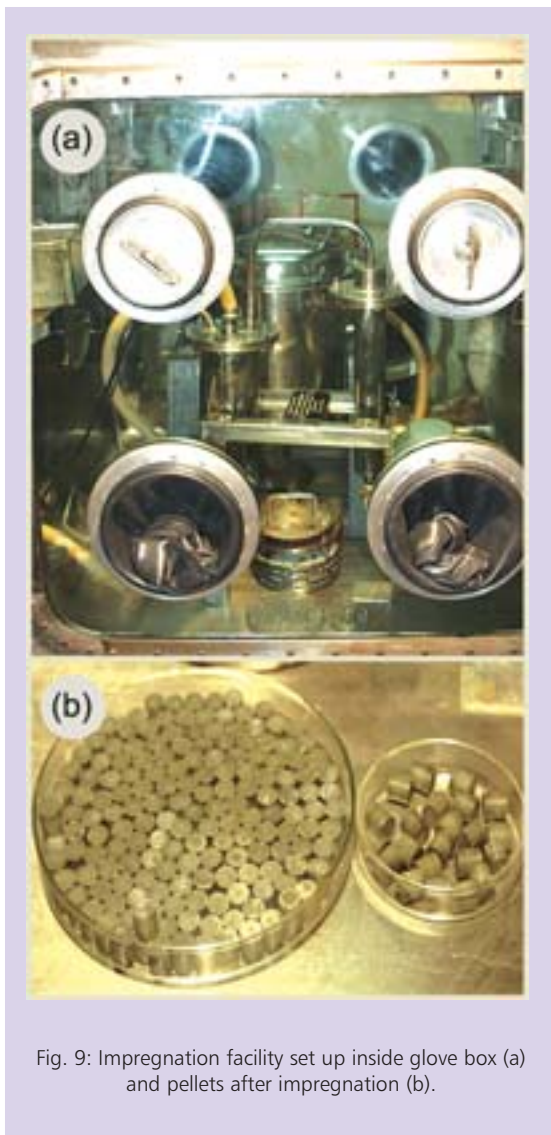 (a)
(b)
Fig. 9: Impregnation facility set up inside glove box (a)
and pellets after impregnation (b).